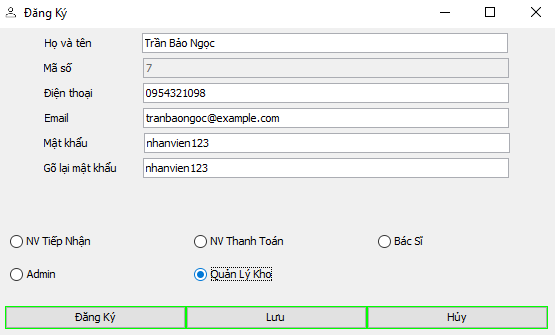 Đăng Ký
Họ và tên Trần Bảo Ngọc
Mã số 7
Điện thoại 0954321098
Email tranbaongoc@example.com
Mật khẩu nhanvien123
Gõ lại mật khẩu nhanvien123
NV Tiếp Nhận NV Thanh Toán Bác Sĩ
Admin Quản Lý Kho
Đăng Ký Lưu Hủy